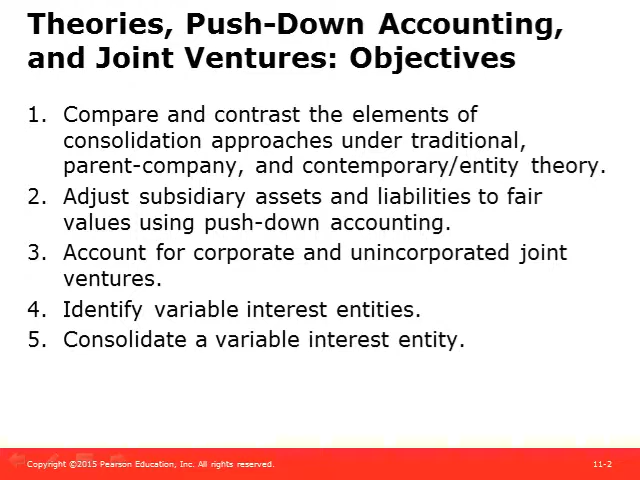 Theories, Push-Down Accounting,
and Joint Ventures: Objectives
1. Compare and contrast the elements of
consolidation approaches under traditional,
parent-company, and contemporary/entity theory.
2. Adjust subsidiary assets and liabilities to fair
values using push-down accounting.
3. Account for corporate and unincorporated joint
ventures.
4. Identify variable interest entities.
5. Consolidate a variable interest entity.
Copyright ©2015 Pearson Education, Inc. All rights reserved. 11-2